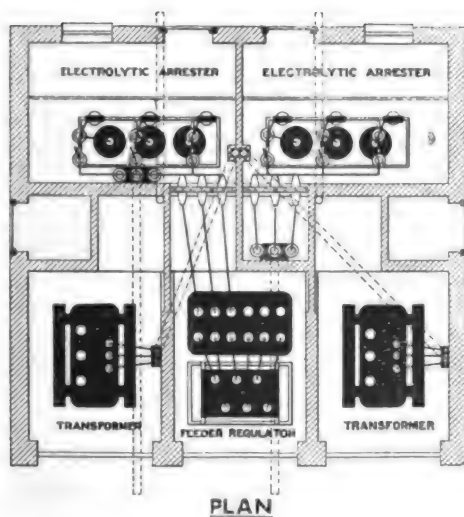 ELECTROLYTIC ARRESTER ELECTROLYTIC ARRESTER
TRANSFORMER FEEDER REGULATOR TRANSFORMER
PLAN